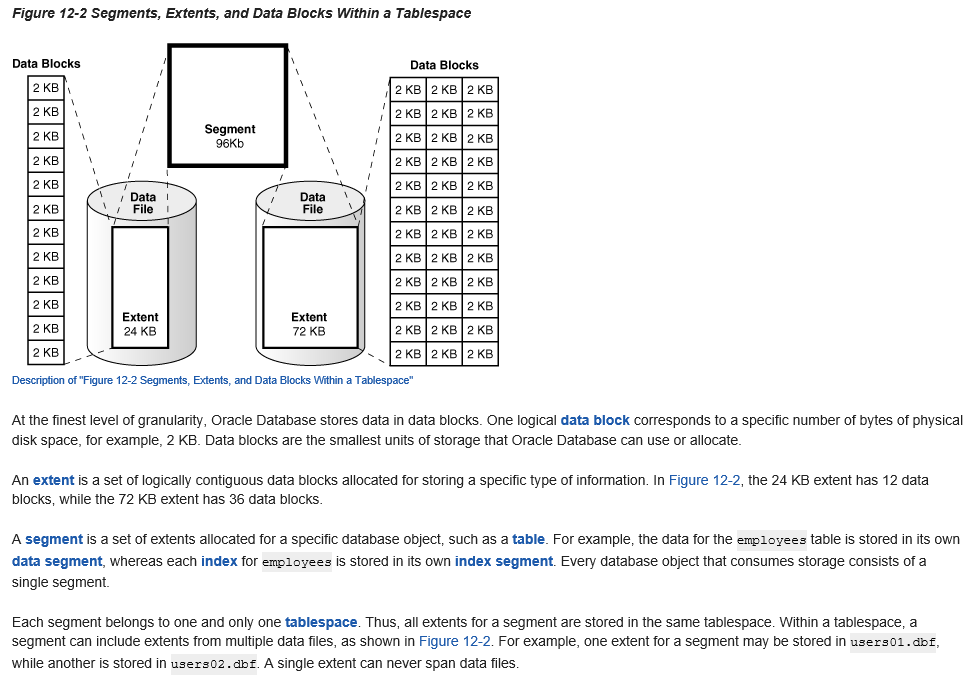 Figure 12-2 Segments, Extents, and Data Blocks Within a Tablespace
Data Blocks
2 KB
2 KB
2 KB
2 KB
2 KB
2 KB
2 KB
2 KB
2 KB
2 KB
2 KB
2 KB
Segment
96Kb
Data
File
Extent
24 KB
Data
File
Extent
72 KB
Data Blocks
2 KB 2 KB 2 KB
2 KB 2 KB 2 KB
2 KB 2 KB 2 KB
2 KB 2 KB 2 KB
2 KB 2 KB 2 KB
2 KB 2 KB 2 KB
2 KB 2 KB 2 KB
2 KB 2 KB 2 KB
2 KB 2 KB 2 KB
2 KB 2 KB 2 KB
2 KB 2 KB 2 KB
2 KB 2 KB 2 KB
Description of "Figure 12-2 Segments, Extents, and Data Blocks Within a Tablespace"
At the finest level of granularity, Oracle Database stores data in data blocks. One logical data block corresponds to a specific number of bytes of physical
disk space, for example, 2 KB. Data blocks are the smallest units of storage that Oracle Database can use or allocate.
An extent is a set of logically contiguous data blocks allocated for storing a specific type of information. In Figure 12-2, the 24 KB extent has 12 data
blocks, while the 72 KB extent has 36 data blocks.
A segment is a set of extents allocated for a specific database object, such as a table. For example, the data for the employees table is stored in its own
data segment, whereas each index for employees is stored in its own index segment. Every database object that consumes storage consists of a
single segment.
Each segment belongs to one and only one tablespace. Thus, all extents for a segment are stored in the same tablespace. Within a tablespace, a
segment can include extents from multiple data files, as shown in Figure 12-2. For example, one extent for a segment may be stored in users01.dbf,
while another is stored in users02.dbf. A single extent can never span data files.